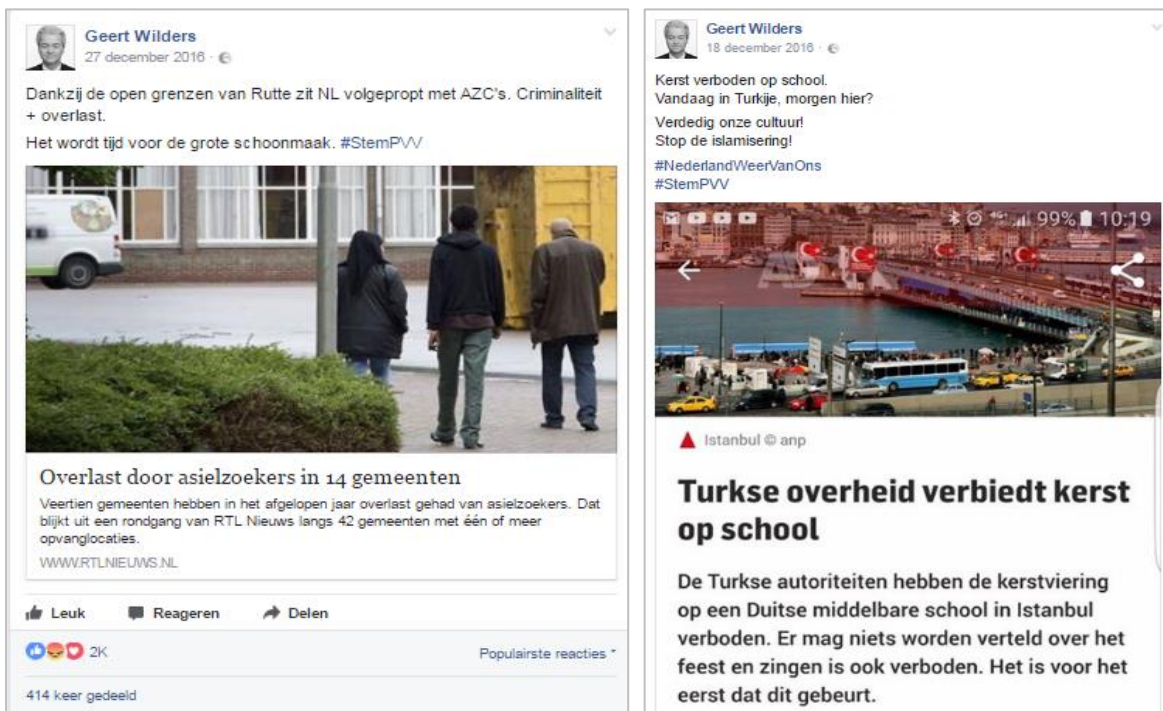 Geert Wilders
27 december 2016
Dankzij de open grenzen van Rutte zit NL volgepropt met AZC's. Criminaliteit
+ overlast.
Het wordt tijd voor de grote schoonmaak. #StemPVV
Overlast door asielzoekers in 14 gemeenten
Veertien gemeenten hebben in het afgelopen jaar overlast gehad van asielzoekers. Dat
blijkt uit een rondgang van RTL Nieuws langs 42 gemeenten met één of meer
opvanglocaties.
WWW.RTLNIEUWS.NL
Leuk Reageren Delen
2K Populairste reacties
414 keer gedeeld
Geert Wilders
18 december 2016
Kerst verboden op school.
Vandaag in Turkije, morgen hier?
Verdedig onze cultuur!
Stop de islamisering!
#NederlandWeerVanOns
#StemPVV
4G+ 99% 10:19
Istanbul © anp
Turkse overheid verbiedt kerst
op school
De Turkse autoriteiten hebben de kerstviering
op een Duitse middelbare school in Istanbul
verboden. Er mag niets worden verteld over het
feest en zingen is ook verboden. Het is voor het
eerst dat dit gebeurt.